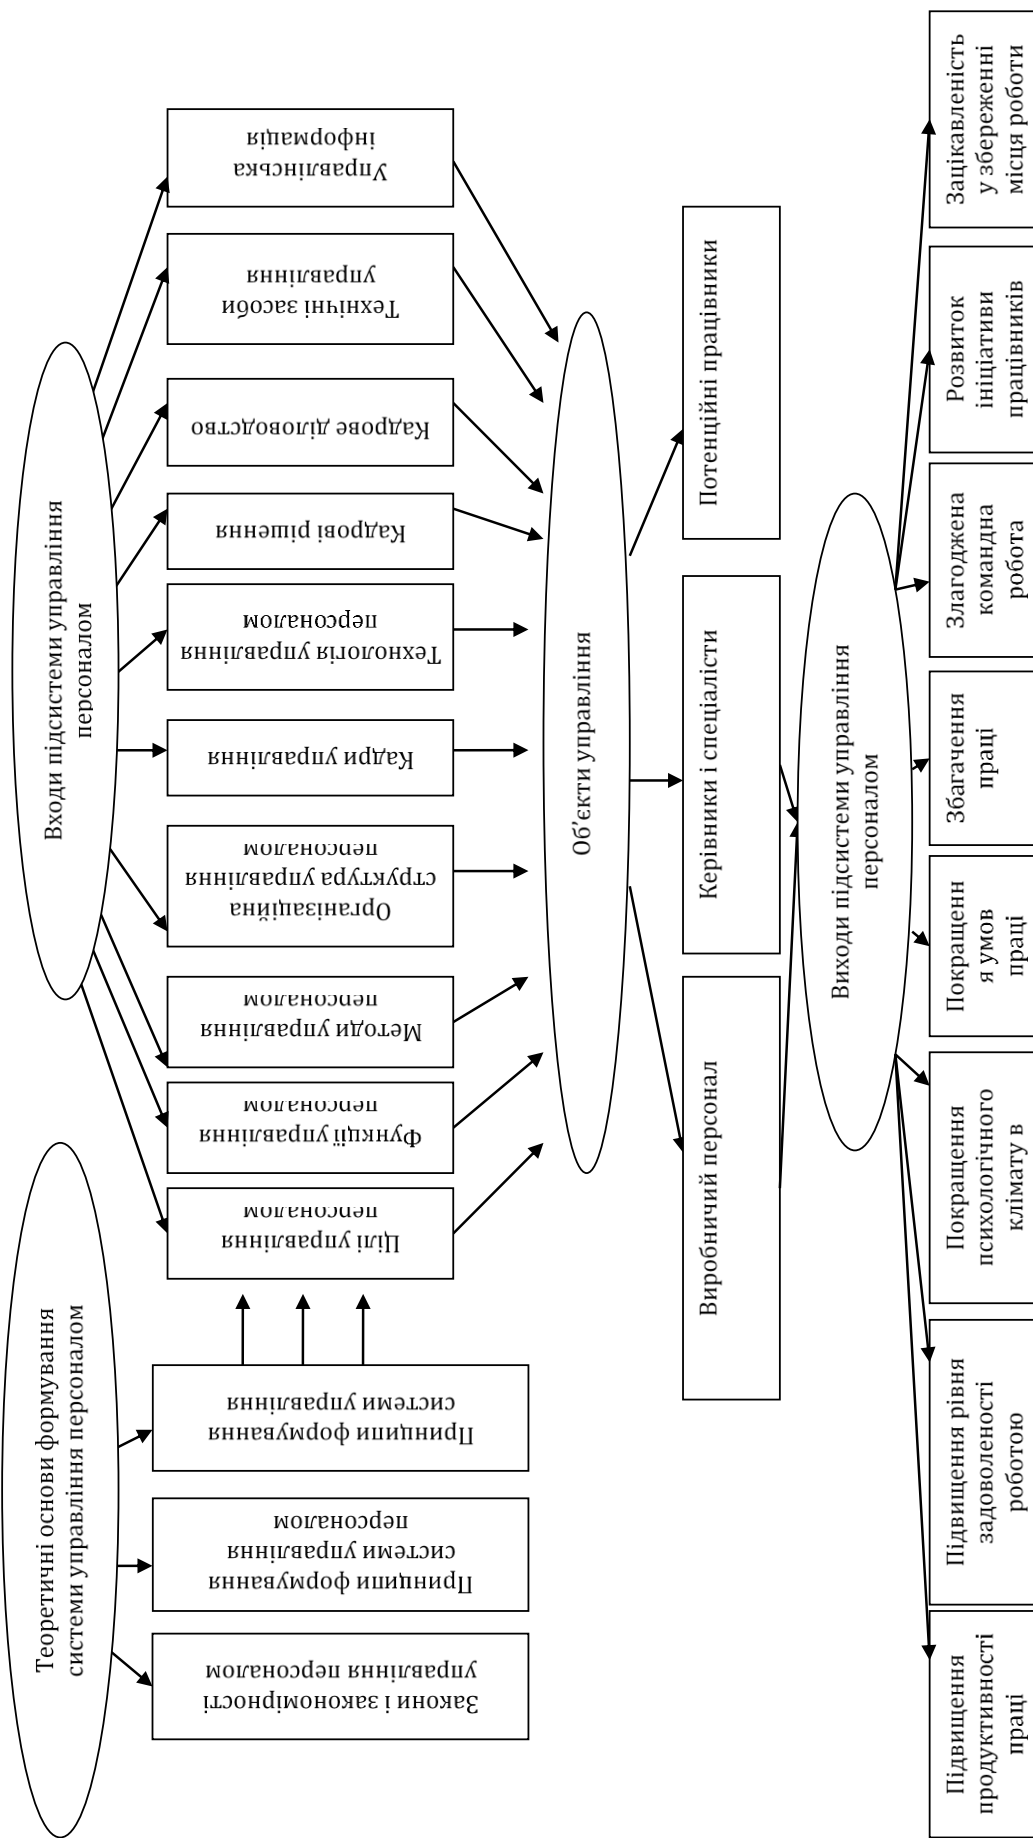 Теоретичні основи формування
системи управління персоналом
Входи підсистеми управління
персоналом
Закони і закономірності
управління персоналом
Принципи формування
системи управління
персоналом
Принципи формування
системи управління
Цілі управління
персоналом
Функції управління
персоналом
Методи управління
персоналом
Організаційна
структура управління
персоналом
Кадри управління
Технологія управління
персоналом
Кадрові рішення
Кадрове діловодство
Технічні засоби
управління
Управлінська
інформація
Об'єкти управління
Виробничий персонал
Керівники і спеціалісти
Потенційні працівники
Виходи підсистеми управління
персоналом
Підвищення
продуктивності
праці
Підвищення рівня
задоволеності
роботою
Покращення
психологічного
клімату в
Покращенн
я умов
праці
Збагачення
праці
Злагоджена
командна
робота
Розвиток
ініціативи
працівників
Зацікавленість
у збереженні
місця роботи